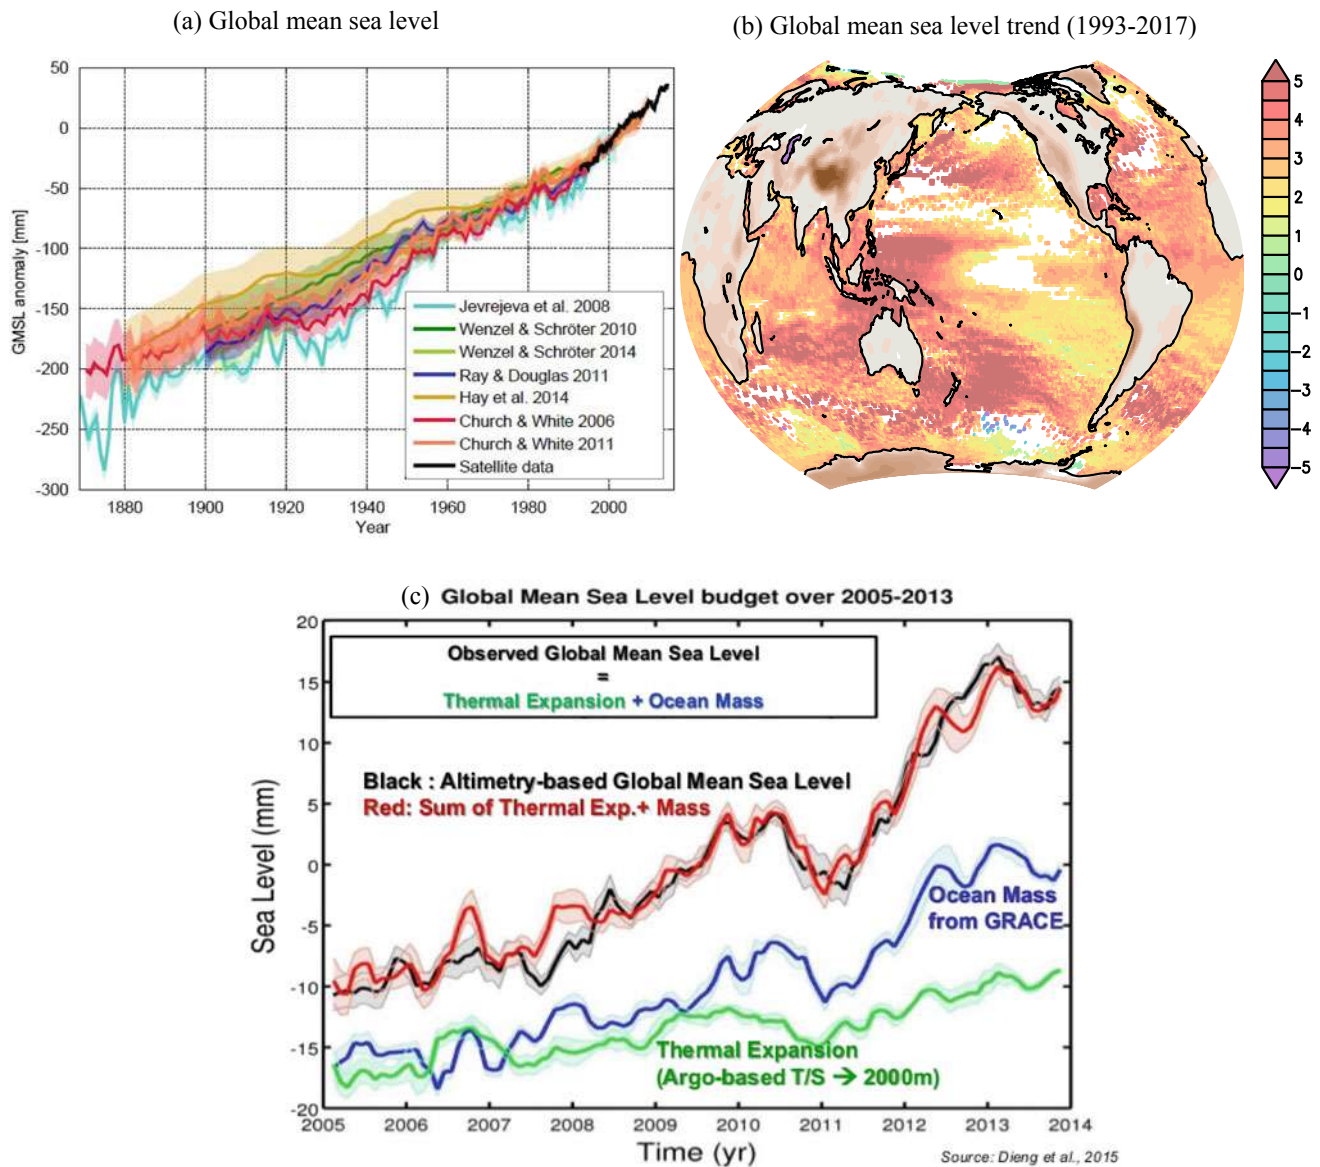 (a) Global mean sea level
(b) Global mean sea level trend (1993-2017)
50
0
-50
-100
-150
-200
-250
-300
GMSL anomaly [mm]
1880
1900
1920
1940
1960
1980
2000
Year
Jevrejeva et al. 2008
Wenzel & Schröter 2010
Wenzel & Schröter 2014
Ray & Douglas 2011
Hay et al. 2014
Church & White 2006
Church & White 2011
Satellite data
5
4
3
2
1
0
-1
-2
-3
-4
-5
(c) Global Mean Sea Level budget over 2005-2013
20
15
10
5
0
-5
-10
-15
-20
Sea Level (mm)
Observed Global Mean Sea Level
=
Thermal Expansion + Ocean Mass
Black : Altimetry-based Global Mean Sea Level
Red: Sum of Thermal Exp.+ Mass
Ocean Mass
from GRACE
Thermal Expansion
(Argo-based T/S → 2000m)
2005
2006
2007
2008
2009
2010
2011
2012
2013
2014
Time (yr)
Source: Dieng et al., 2015